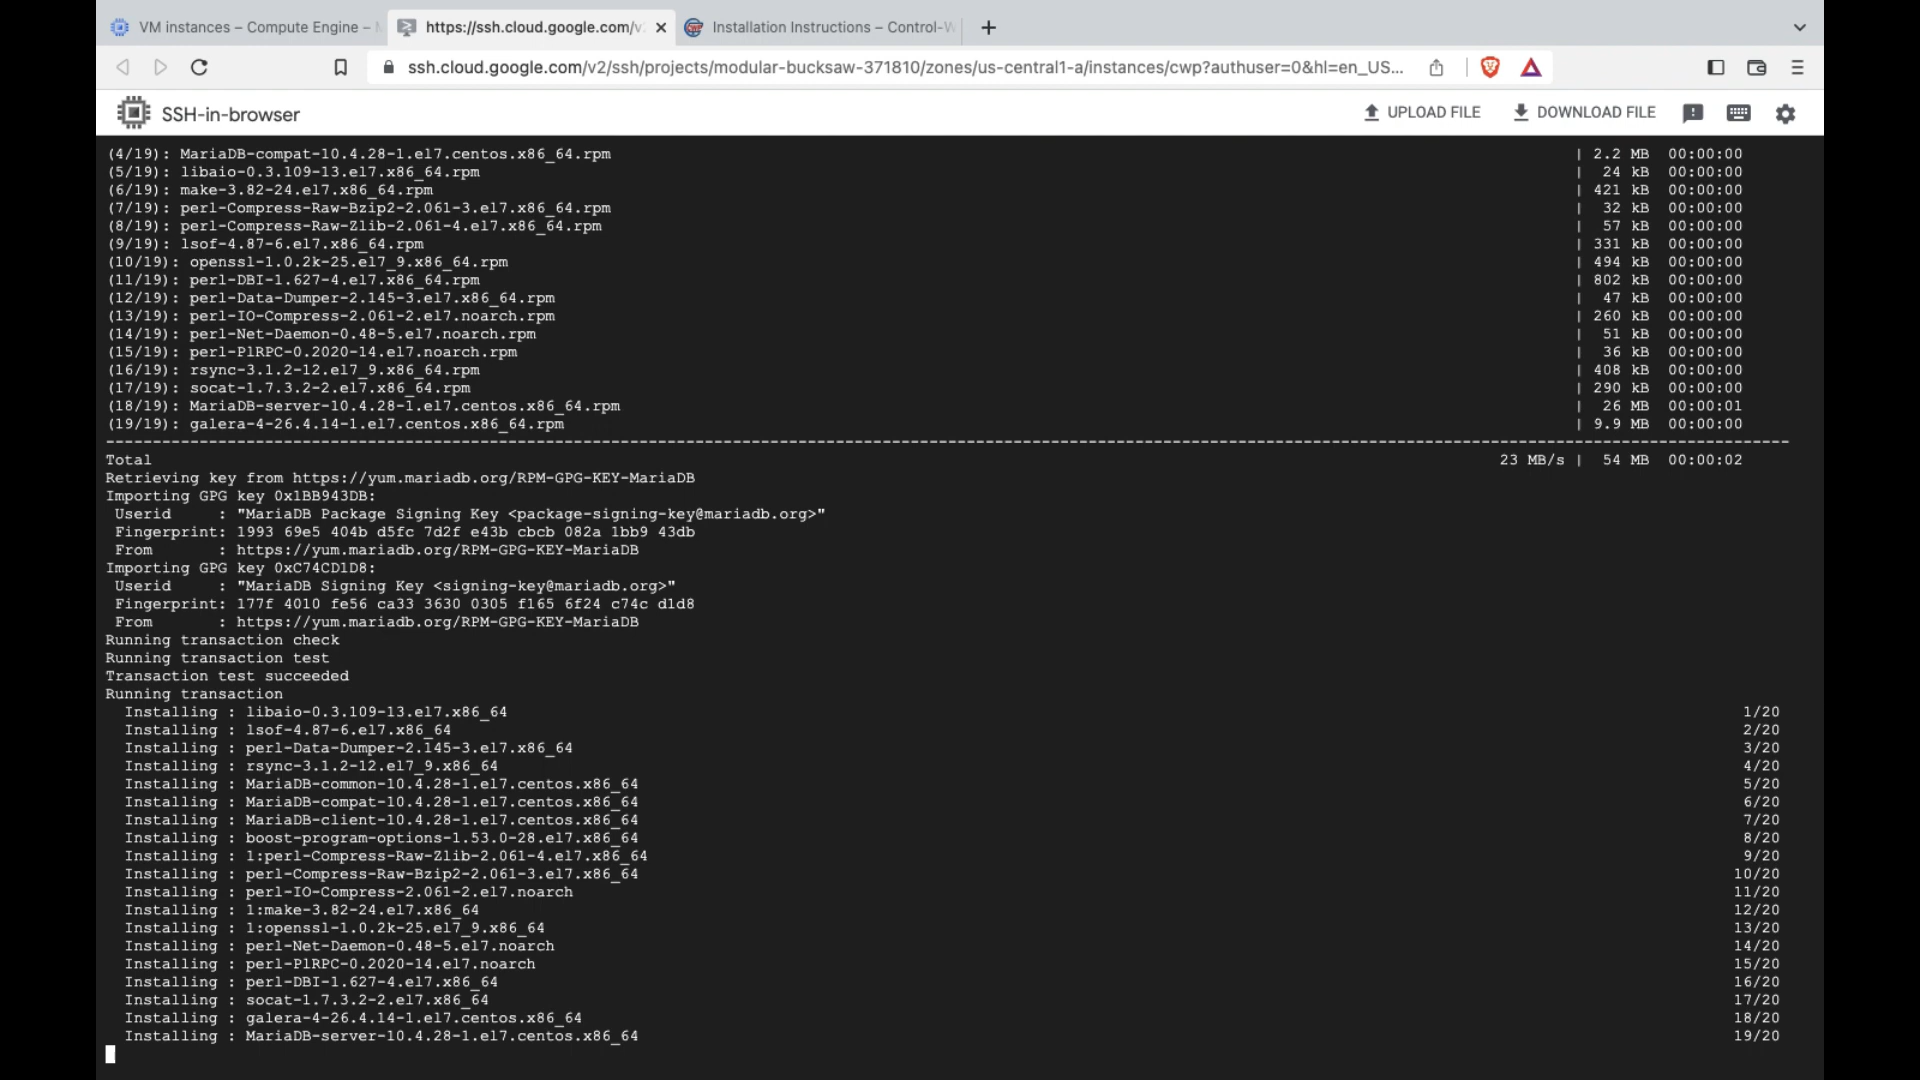 VM instances – Compute Engine –
https://ssh.cloud.google.com/v
Installation Instructions – Control-W
ssh.cloud.google.com/v2/ssh/projects/modular-bucksaw-371810/zones/us-central1-a/instances/cwp?authuser=0&hl=en_US...
SSH-in-browser
UPLOAD FILE
DOWNLOAD FILE
(4/19): MariaDB-compat-10.4.28-1.el7.centos.x86_64.rpm | 2.2 MB 00:00:00
(5/19): libaio-0.3.109-13.el7.x86_64.rpm | 24 kB 00:00:00
(6/19): make-3.82-24.el7.x86_64.rpm | 421 kB 00:00:00
(7/19): perl-Compress-Raw-Bzip2-2.061-3.el7.x86_64.rpm | 32 kB 00:00:00
(8/19): perl-Compress-Raw-Zlib-2.061-4.el7.x86_64.rpm | 57 kB 00:00:00
(9/19): lsof-4.87-6.el7.x86_64.rpm | 331 kB 00:00:00
(10/19): openssl-1.0.2k-25.el7_9.x86_64.rpm | 494 kB 00:00:00
(11/19): perl-DBI-1.627-4.el7.x86_64.rpm | 802 kB 00:00:00
(12/19): perl-Data-Dumper-2.145-3.el7.x86_64.rpm | 47 kB 00:00:00
(13/19): perl-IO-Compress-2.061-2.el7.noarch.rpm | 260 kB 00:00:00
(14/19): perl-Net-Daemon-0.48-5.el7.noarch.rpm | 51 kB 00:00:00
(15/19): perl-PlRPC-0.2020-14.el7.noarch.rpm | 36 kB 00:00:00
(16/19): rsync-3.1.2-12.el7_9.x86_64.rpm | 408 kB 00:00:00
(17/19): socat-1.7.3.2-2.el7.x86_64.rpm | 290 kB 00:00:00
(18/19): MariaDB-server-10.4.28-1.el7.centos.x86_64.rpm | 26 MB 00:00:01
(19/19): galera-4-26.4.14-1.el7.centos.x86_64.rpm | 9.9 MB 00:00:00
Total 23 MB/s | 54 MB 00:00:02
Retrieving key from https://yum.mariadb.org/RPM-GPG-KEY-MariaDB
Importing GPG key 0x1BB943DB:
Userid : "MariaDB Package Signing Key <package-signing-key@mariadb.org>"
Fingerprint: 1993 69e5 404b d5fc 7d2f e43b cbcb 082a 1bb9 43db
From : https://yum.mariadb.org/RPM-GPG-KEY-MariaDB
Importing GPG key 0xC74CD1D8:
Userid : "MariaDB Signing Key <signing-key@mariadb.org>"
Fingerprint: 177f 4010 fe56 ca33 3630 0305 f165 6f24 c74c d1d8
From : https://yum.mariadb.org/RPM-GPG-KEY-MariaDB
Running transaction check
Running transaction test
Transaction test succeeded
Running transaction
Installing : libaio-0.3.109-13.el7.x86_64 1/20
Installing : lsof-4.87-6.el7.x86_64 2/20
Installing : perl-Data-Dumper-2.145-3.el7.x86_64 3/20
Installing : rsync-3.1.2-12.el7_9.x86_64 4/20
Installing : MariaDB-common-10.4.28-1.el7.centos.x86_64 5/20
Installing : MariaDB-compat-10.4.28-1.el7.centos.x86_64 6/20
Installing : MariaDB-client-10.4.28-1.el7.centos.x86_64 7/20
Installing : boost-program-options-1.53.0-28.el7.x86_64 8/20
Installing : 1:perl-Compress-Raw-Zlib-2.061-4.el7.x86_64 9/20
Installing : perl-Compress-Raw-Bzip2-2.061-3.el7.x86_64 10/20
Installing : perl-IO-Compress-2.061-2.el7.noarch 11/20
Installing : 1:make-3.82-24.el7.x86_64 12/20
Installing : 1:openssl-1.0.2k-25.el7_9.x86_64 13/20
Installing : perl-Net-Daemon-0.48-5.el7.noarch 14/20
Installing : perl-PlRPC-0.2020-14.el7.noarch 15/20
Installing : perl-DBI-1.627-4.el7.x86_64 16/20
Installing : socat-1.7.3.2-2.el7.x86_64 17/20
Installing : galera-4-26.4.14-1.el7.centos.x86_64 18/20
Installing : MariaDB-server-10.4.28-1.el7.centos.x86_64 19/20